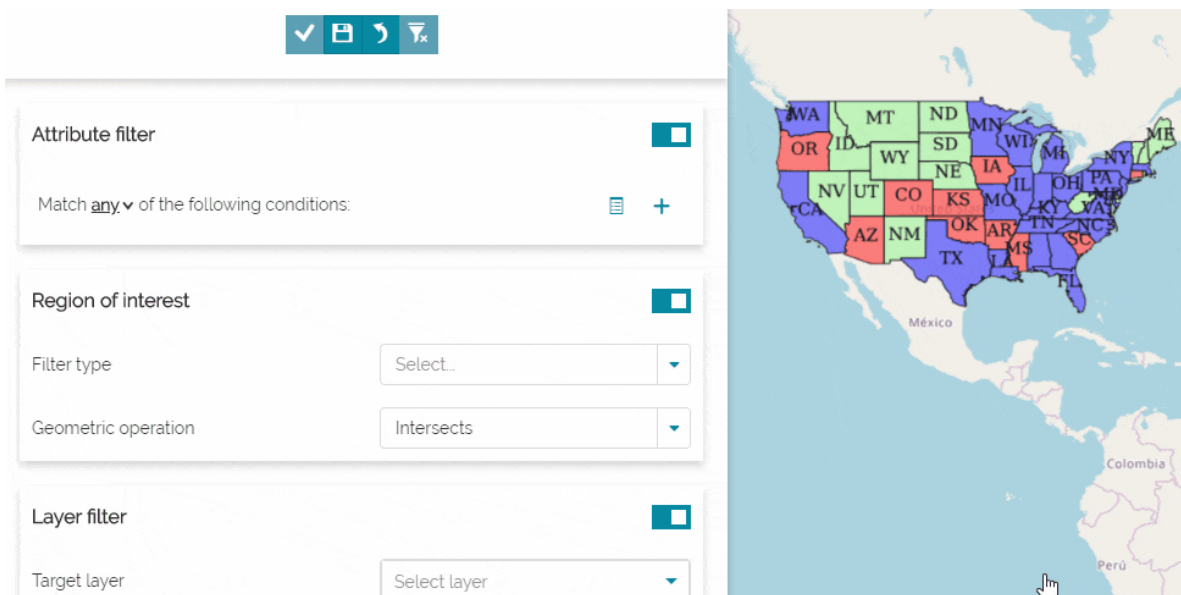 Attribute filter
Match any of the following conditions:
Region of interest
Filter type
Select...
Geometric operation
Intersects
Layer filter
Target layer
Select layer
WA
MT
ND
MN
ME
OR
ID
SD
WI
MI
NY
WY
IA
NE
PA
OH
NV
UT
CO
KS
MO
IL
KY
VA
CA
United States
TN
NC
AZ
NM
OK
AR
MS
SC
TX
LA
FL
México
Colombia
Perú